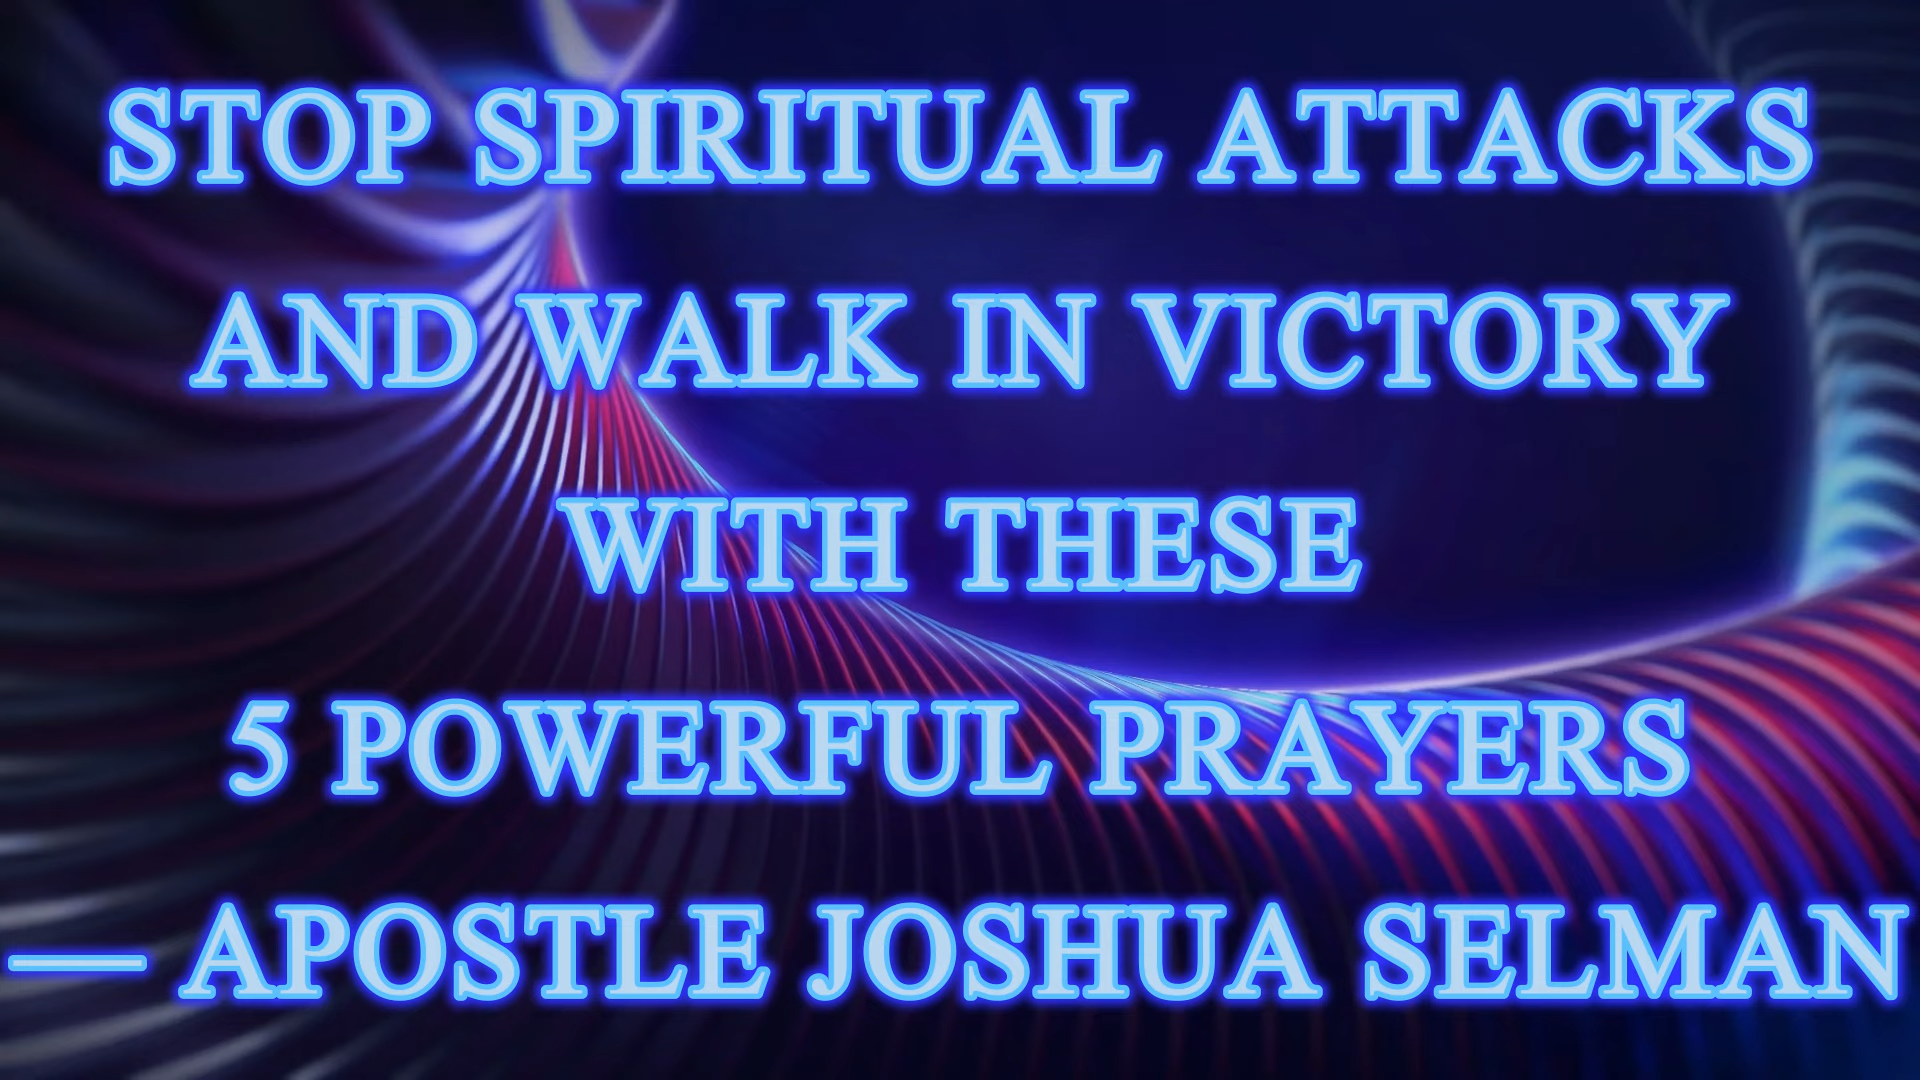 STOP SPIRITUAL ATTACKS
AND WALK IN VICTORY
WITH THESE
5 POWERFUL PRAYERS
— APOSTLE JOSHUA SELMAN